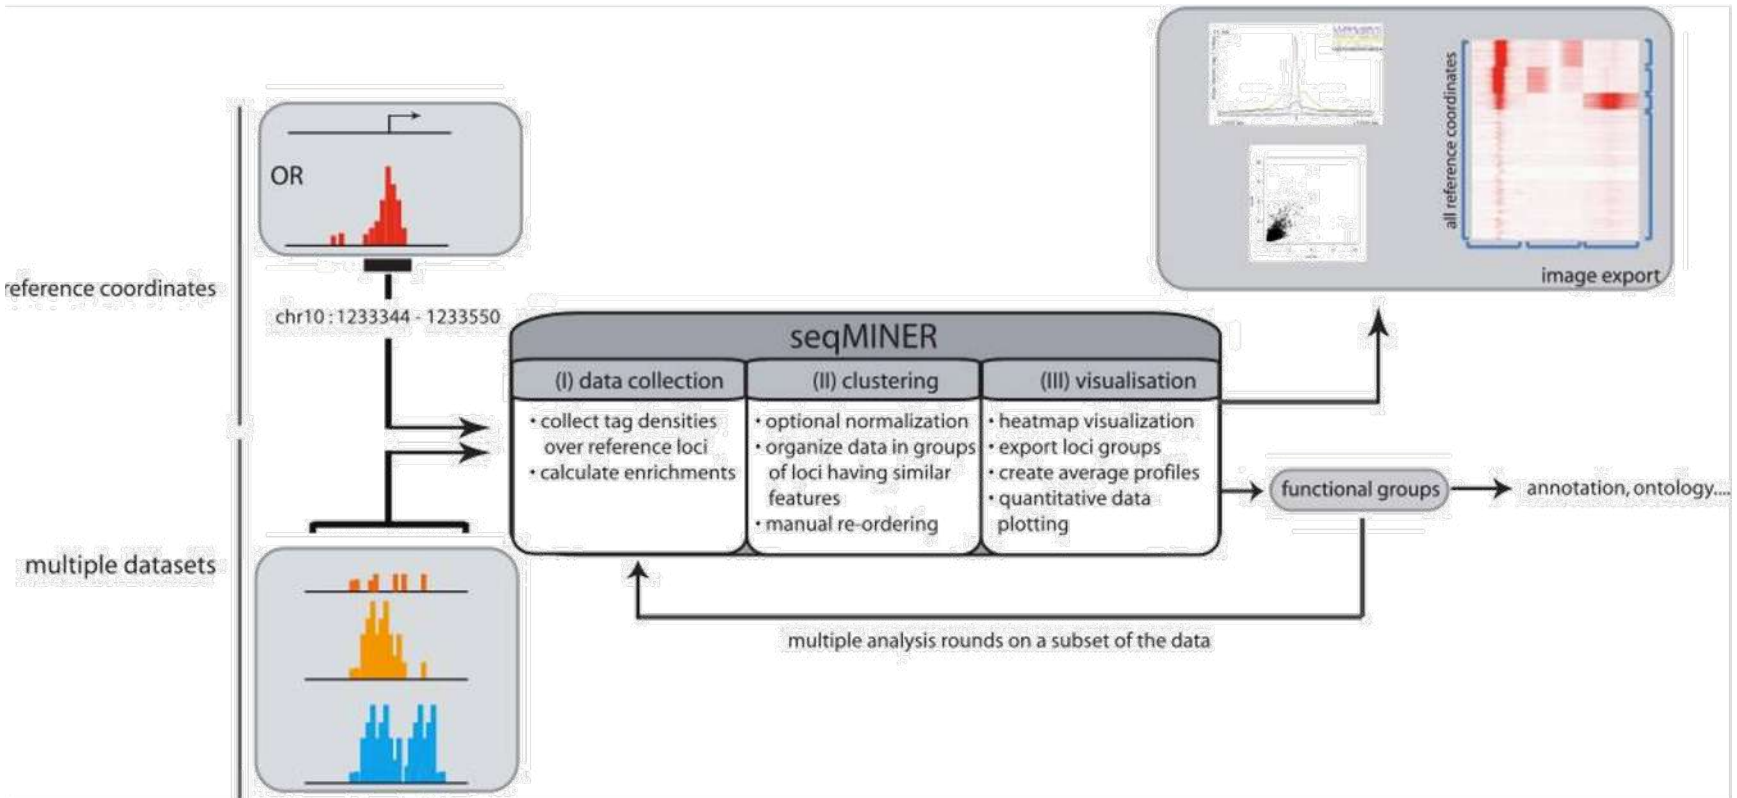 OR
reference coordinates
chr10 : 1233344 - 1233550
multiple datasets
seqMINER
(I) data collection
• collect tag densities
over reference loci
• calculate enrichments
(II) clustering
• optional normalization
• organize data in groups
of loci having similar
features
• manual re-ordering
(III) visualisation
• heatmap visualization
• export loci groups
• create average profiles
• quantitative data
plotting
all reference coordinates
image export
functional groups
annotation, ontology....
multiple analysis rounds on a subset of the data